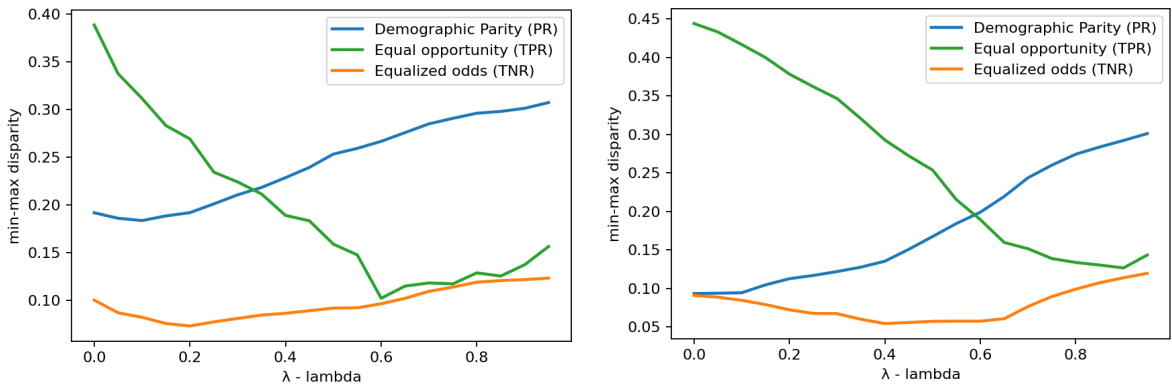 0.40
0.35
0.30
0.25
0.20
0.15
0.10
min-max disparity
0.0 0.2 0.4 0.6 0.8
λ - lambda
Demographic Parity (PR)
Equal opportunity (TPR)
Equalized odds (TNR)
0.45
0.40
0.35
0.30
0.25
0.20
0.15
0.10
0.05
min-max disparity
0.0 0.2 0.4 0.6 0.8
λ - lambda
Demographic Parity (PR)
Equal opportunity (TPR)
Equalized odds (TNR)